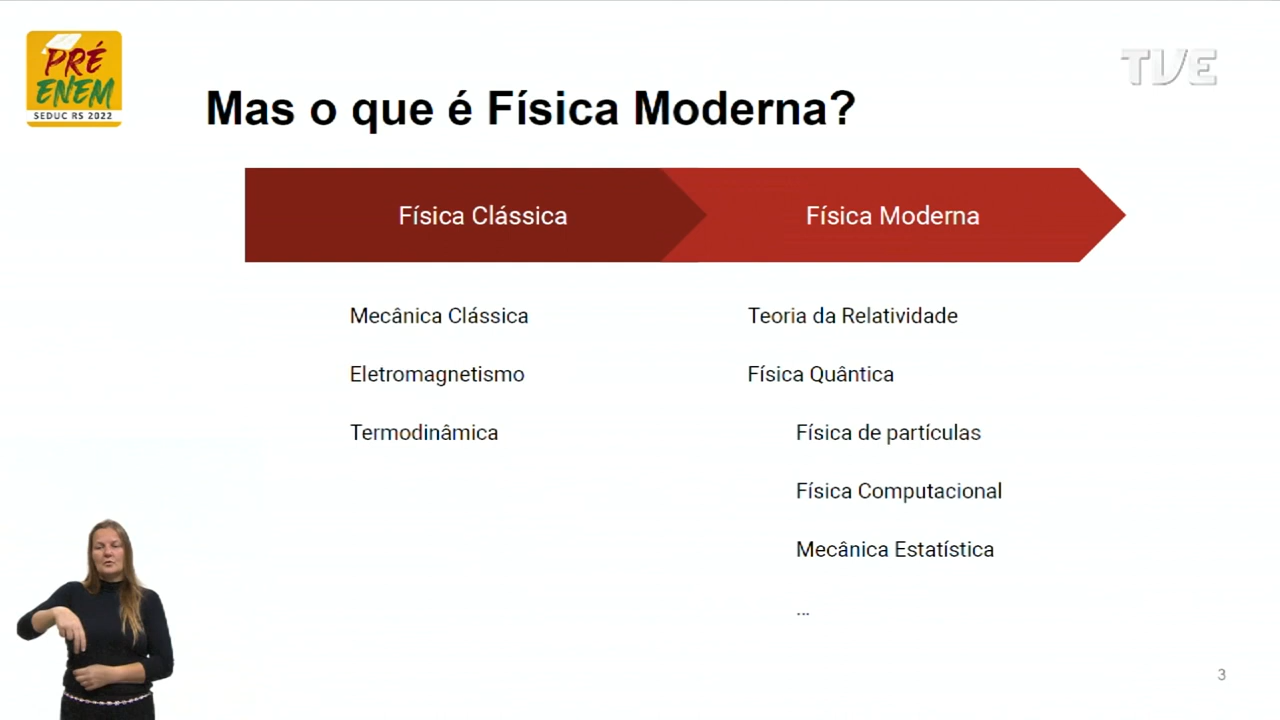 PRÉ
ENEM
SEDUC RS 2022
TVE
Mas o que é Física Moderna?
Física Clássica
Física Moderna
Mecânica Clássica
Eletromagnetismo
Termodinâmica
Teoria da Relatividade
Física Quântica
Física de partículas
Física Computacional
Mecânica Estatística
...
3